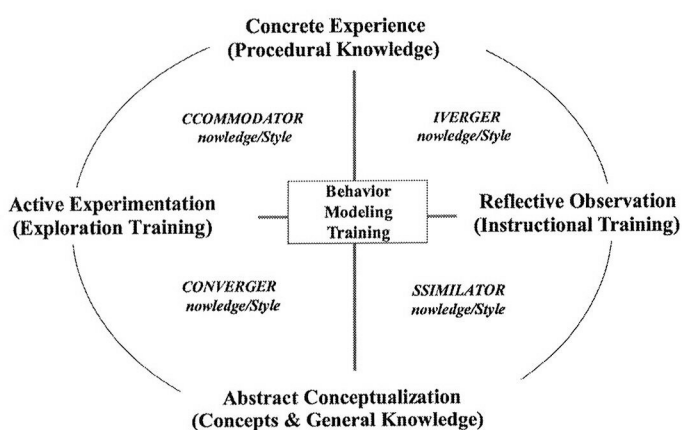 Concrete Experience
(Procedural Knowledge)
CCOMMODATOR
nowledge/Style
IVERGER
nowledge/Style
Active Experimentation
(Exploration Training)
Behavior
Modeling
Training
Reflective Observation
(Instructional Training)
CONVERGER
nowledge/Style
SSIMILATOR
nowledge/Style
Abstract Conceptualization
(Concepts & General Knowledge)